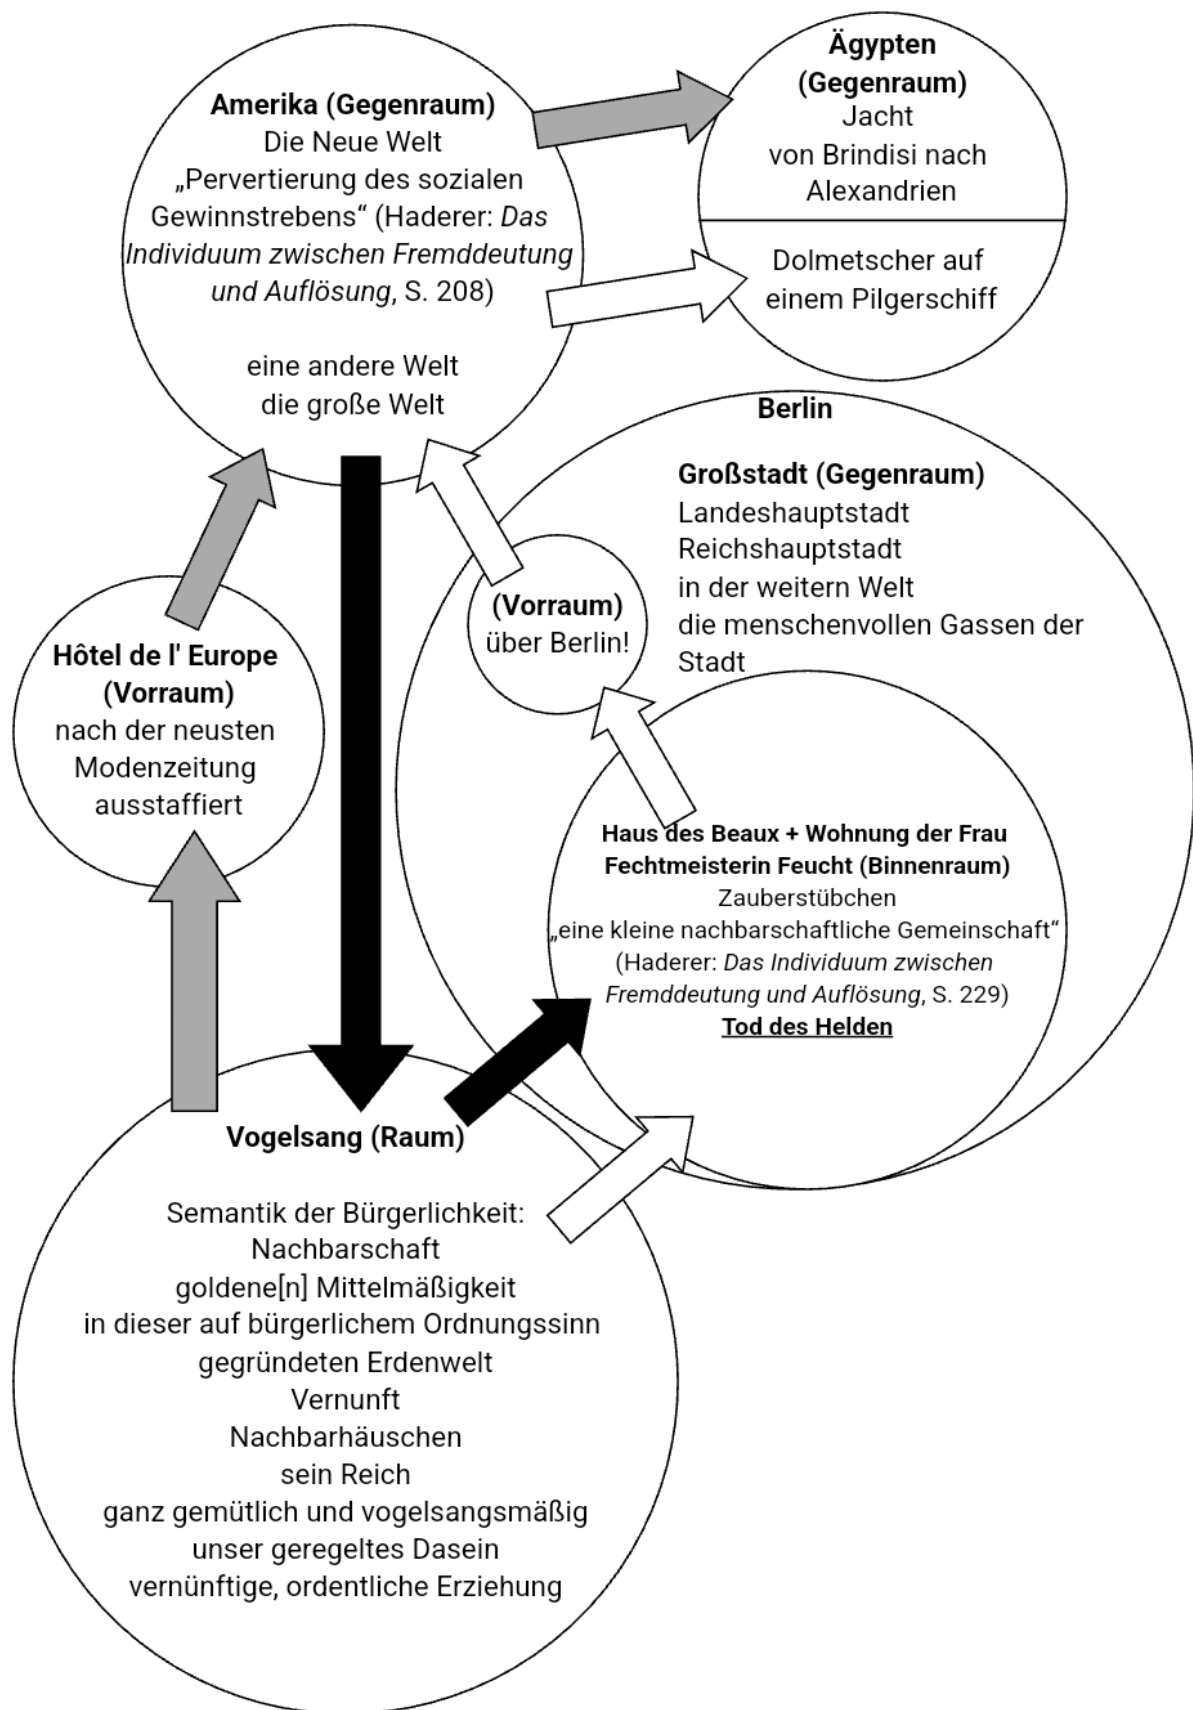 Amerika (Gegenraum)
Die Neue Welt
„Pervertierung des sozialen
Gewinnstrebens“ (Haderer: Das
Individuum zwischen Fremddeutung
und Auflösung, S. 208)
eine andere Welt
die große Welt
Ägypten
(Gegenraum)
Jacht
von Brindisi nach
Alexandrien
Dolmetscher auf
einem Pilgerschiff
Berlin
Großstadt (Gegenraum)
Landeshauptstadt
Reichshauptstadt
in der weitern Welt
die menschenvollen Gassen der
Stadt
(Vorraum)
über Berlin!
Hôtel de l' Europe
(Vorraum)
nach der neusten
Modenzeitung
ausstaffiert
Haus des Beaux + Wohnung der Frau
Fechtmeisterin Feucht (Binnenraum)
Zauberstübchen
„eine kleine nachbarschaftliche Gemeinschaft“
(Haderer: Das Individuum zwischen
Fremddeutung und Auflösung, S. 229)
Tod des Helden
Vogelsang (Raum)
Semantik der Bürgerlichkeit:
Nachbarschaft
goldene[n] Mittelmäßigkeit
in dieser auf bürgerlichem Ordnungssinn
gegründeten Erdenwelt
Vernunft
Nachbarhäuschen
sein Reich
ganz gemütlich und vogelsangsmäßig
unser geregeltes Dasein
vernünftige, ordentliche Erziehung